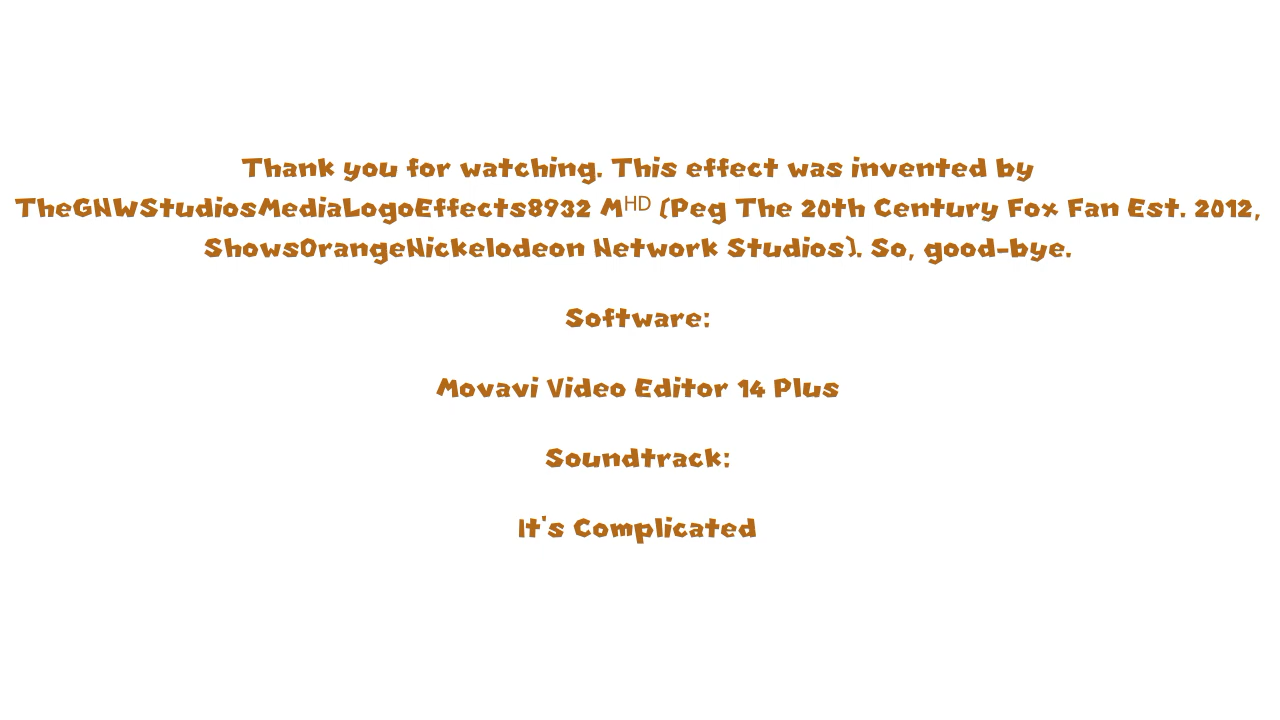 Thank you for watching. This effect was invented by
TheGNWStudiosMediaLogoEffects8932 Mᴴᴰ (Peg The 20th Century Fox Fan Est. 2012,
ShowsOrangeNickelodeon Network Studios). So, good-bye.
Software:
Movavi Video Editor 14 Plus
Soundtrack:
It's Complicated